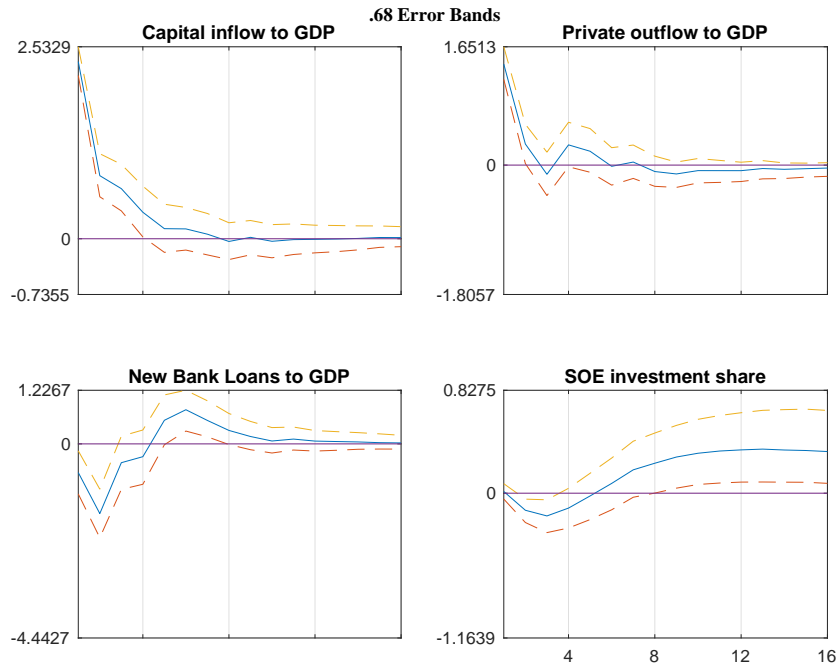 .68 Error Bands
Capital inflow to GDP
2.5329
0
-0.7355
Private outflow to GDP
1.6513
0
-1.8057
New Bank Loans to GDP
1.2267
0
-4.4427
SOE investment share
0.8275
0
-1.1639
4 8 12 16